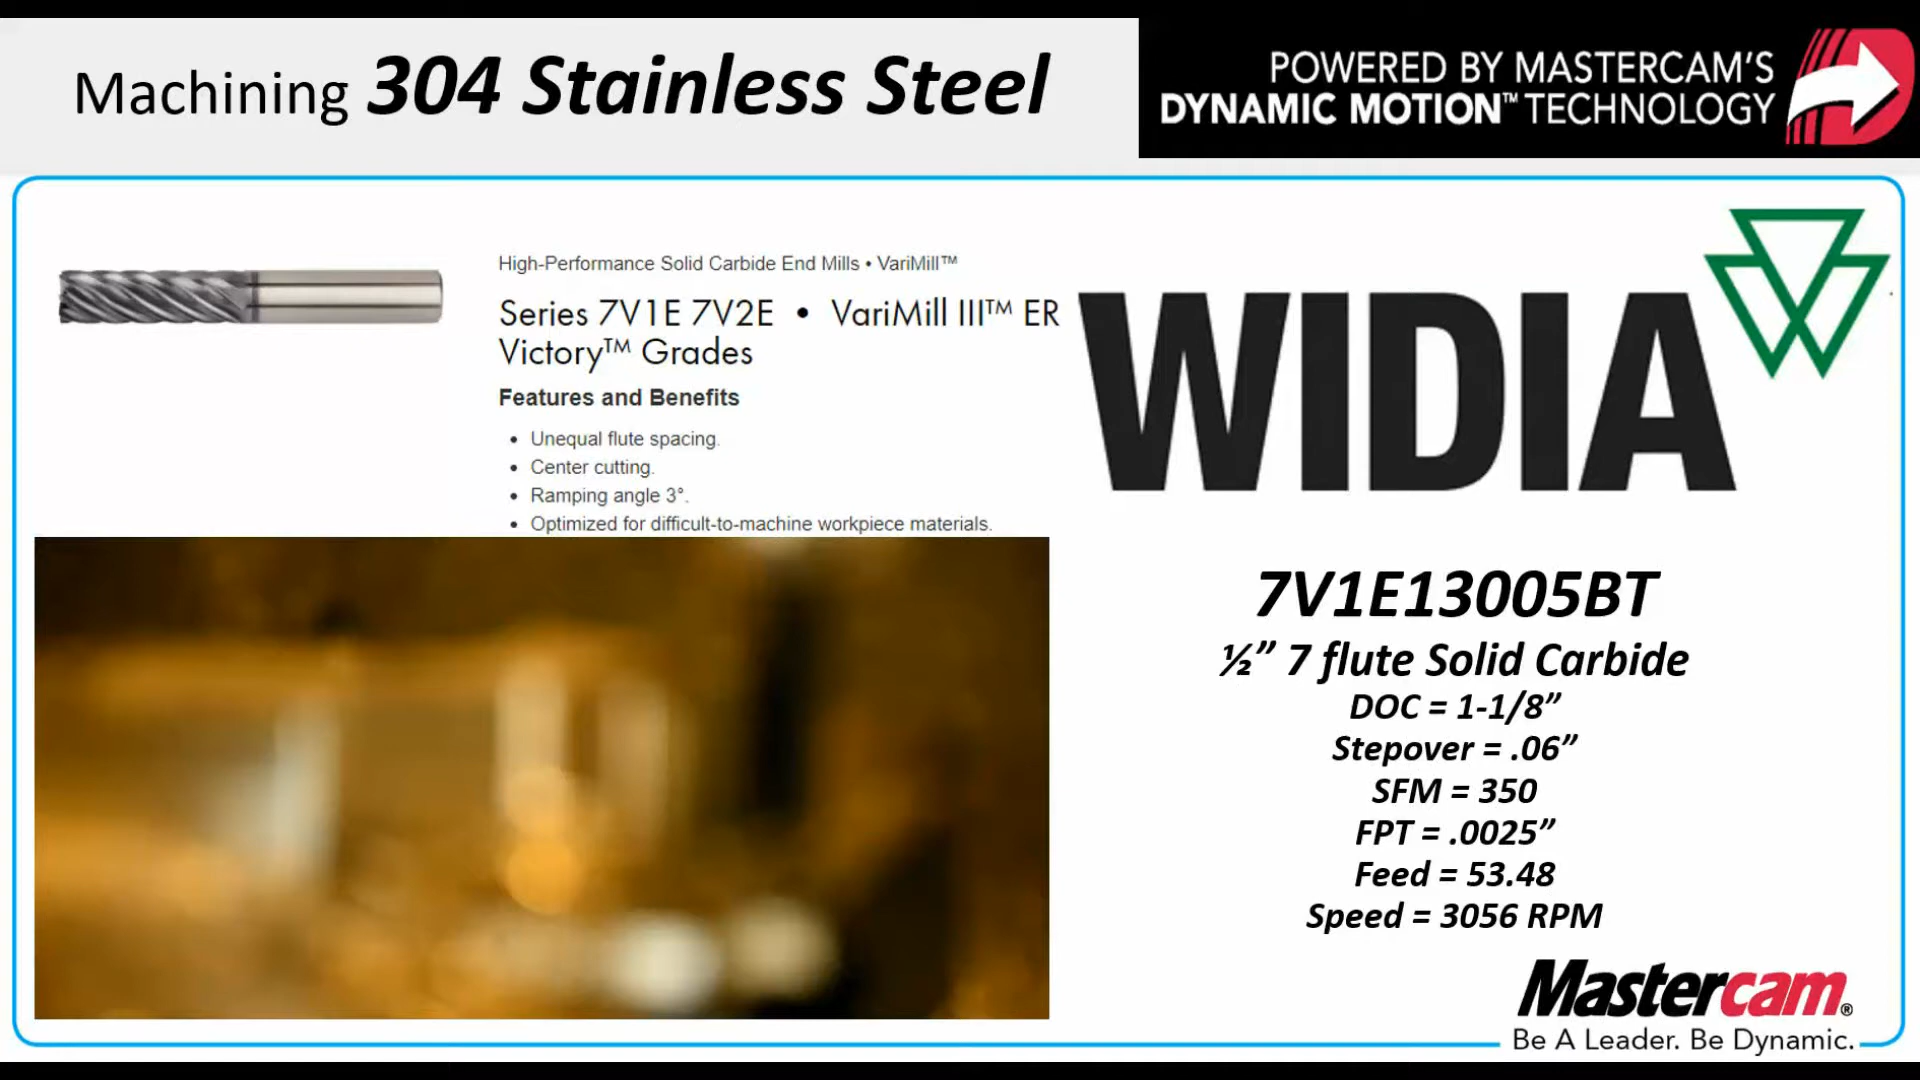 Machining 304 Stainless Steel
POWERED BY MASTERCAM'S
DYNAMIC MOTION™ TECHNOLOGY
High-Performance Solid Carbide End Mills • VariMill™
Series 7V1E 7V2E • VariMill III™ ER
Victory™ Grades
Features and Benefits
• Unequal flute spacing.
• Center cutting.
• Ramping angle 3°.
• Optimized for difficult-to-machine workpiece materials.
WIDIA
7V1E13005BT
½” 7 flute Solid Carbide
DOC = 1-1/8”
Stepover = .06”
SFM = 350
FPT = .0025”
Feed = 53.48
Speed = 3056 RPM
Mastercam®
Be A Leader. Be Dynamic.